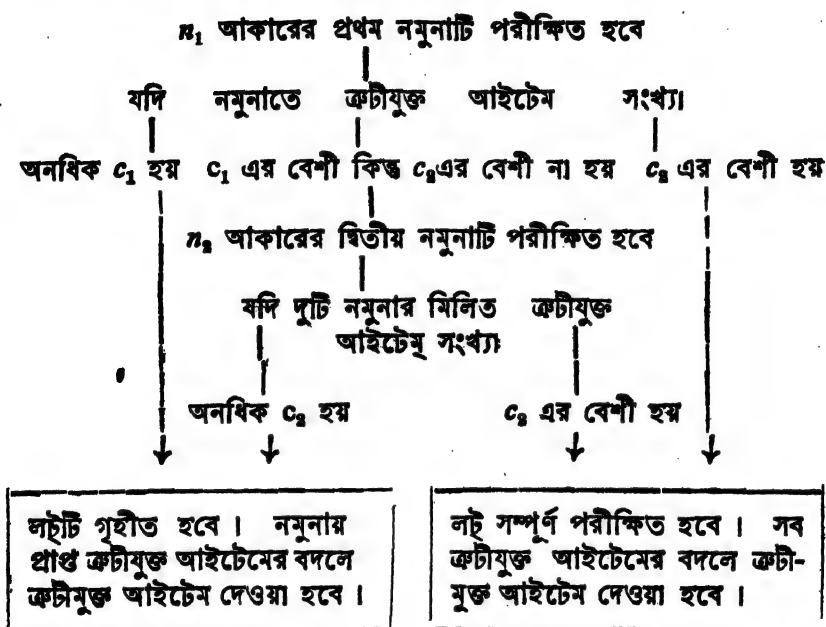 n₁ আকারের প্রথম নমুনাটি পরীক্ষিত হবে
যদি নমুনাতে ত্রুটীযুক্ত আইটেম সংখ্যা
অনধিক c₁ হয় c₁ এর বেশী কিন্তু c₂এর বেশী না হয় c₂ এর বেশী হয়
n₂ আকারের দ্বিতীয় নমুনাটি পরীক্ষিত হবে
যদি দুটি নমুনার মিলিত ত্রুটীযুক্ত
আইটেম্ সংখ্যা
অনধিক c₂ হয় c₂ এর বেশী হয়
লট্‌টি গৃহীত হবে। নমুনায়
প্রাপ্ত ত্রুটীযুক্ত আইটেমের বদলে
ত্রুটীমুক্ত আইটেম দেওয়া হবে।
লট্ সম্পূর্ণ পরীক্ষিত হবে। সব
ত্রুটীযুক্ত আইটেমের বদলে ত্রুটী-
মুক্ত আইটেম দেওয়া হবে।